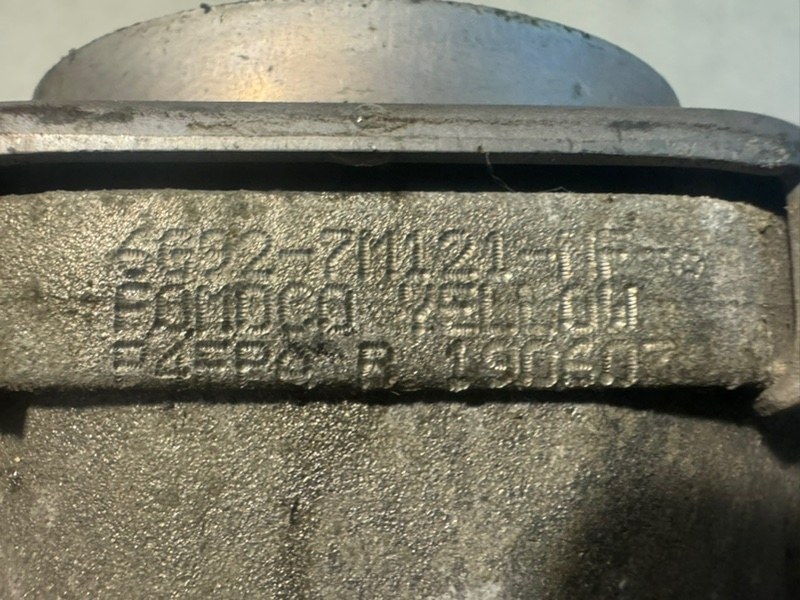 6G92-7M121-
FOMOCO YELLOW
R 190607